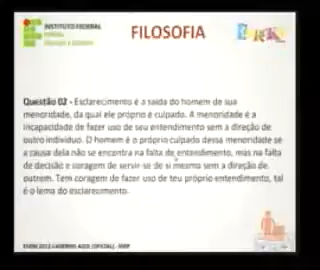 INSTITUTO FEDERAL
FILOSOFIA
Questão 02 - Esclarecimento é a saída do homem de sua
menoridade, da qual ele próprio é culpado. A menoridade é a
incapacidade de fazer uso de seu entendimento sem a direção de
outro indivíduo. O homem é o próprio culpado dessa menoridade se
a causa dela não se encontra na falta de entendimento, mas na falta
de decisão e coragem de servir-se de si mesmo sem a direção de
outrem. Tem coragem de fazer uso de teu próprio entendimento, tal
é o lema do esclarecimento.